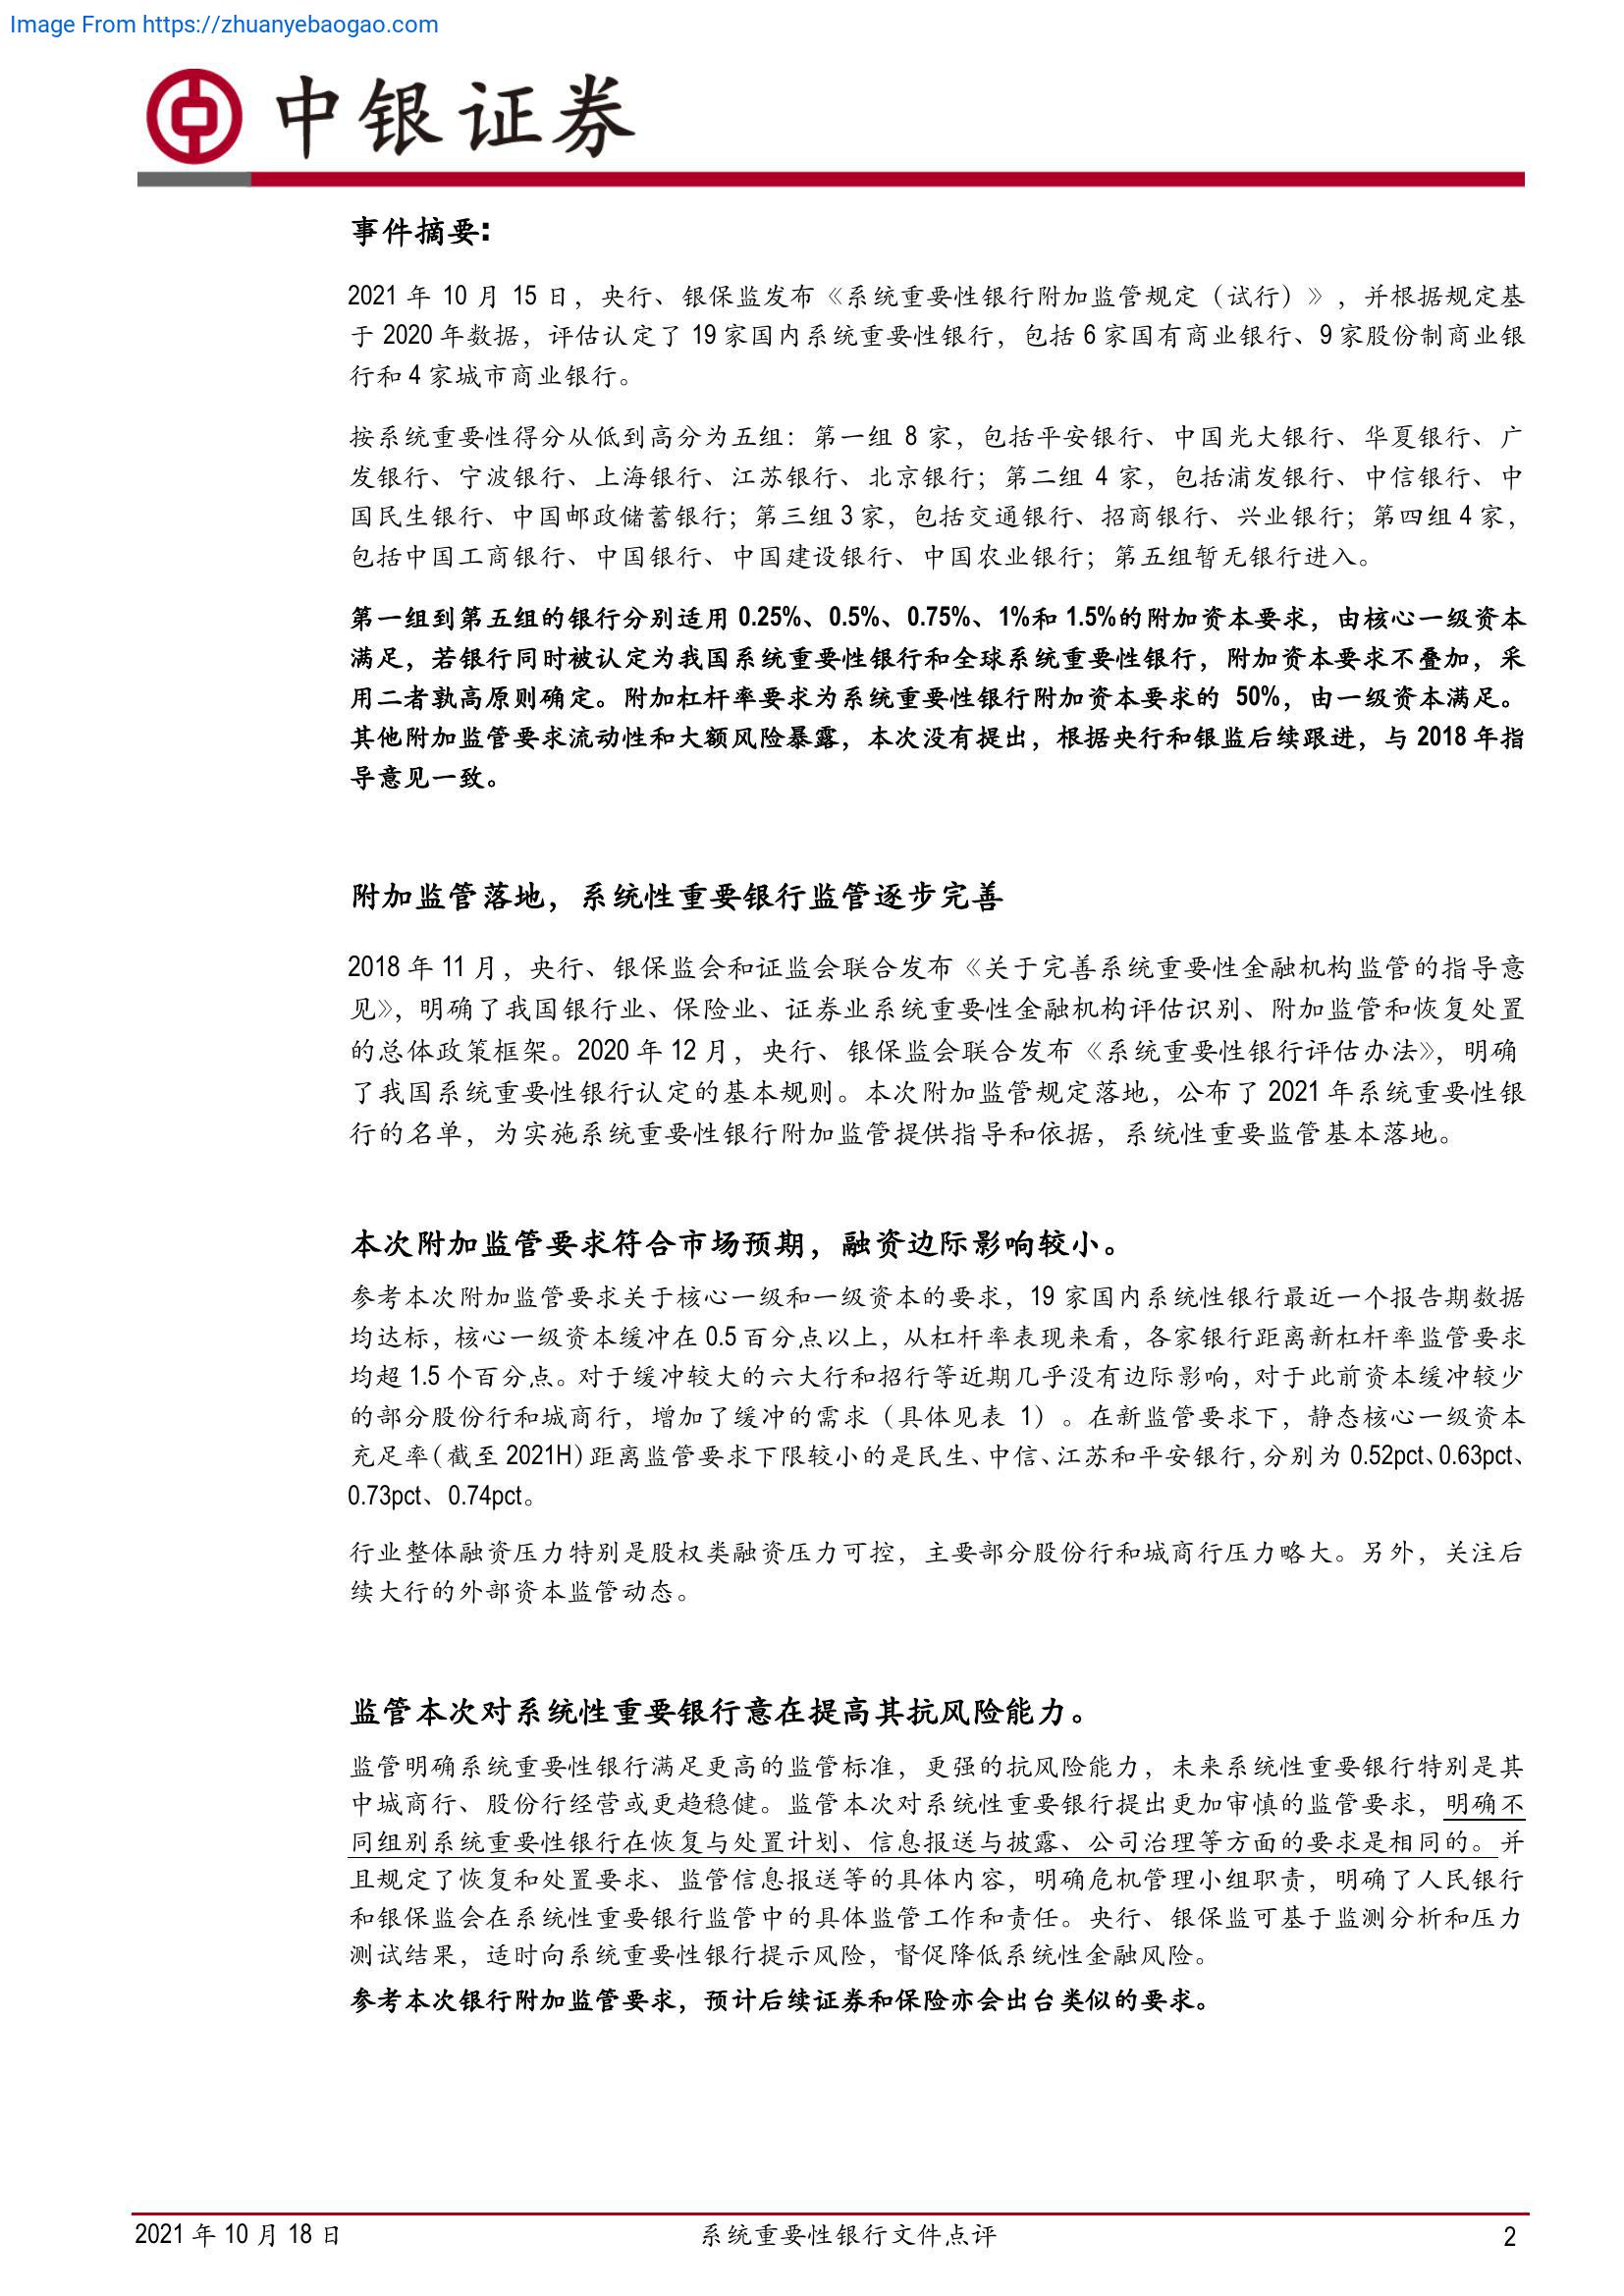 Image From https://zhuanyebaogao.com
中银证券
事件摘要:
2021 年 10 月 15 日，央行、银保监发布《系统重要性银行附加监管规定（试行）》，并根据规定基
于 2020 年数据，评估认定了 19 家国内系统重要性银行，包括 6 家国有商业银行、9 家股份制商业银
行和 4 家城市商业银行。
按系统重要性得分从低到高分为五组：第一组 8 家，包括平安银行、中国光大银行、华夏银行、广
发银行、宁波银行、上海银行、江苏银行、北京银行；第二组 4 家，包括浦发银行、中信银行、中
国民生银行、中国邮政储蓄银行；第三组 3 家，包括交通银行、招商银行、兴业银行；第四组 4 家，
包括中国工商银行、中国银行、中国建设银行、中国农业银行；第五组暂无银行进入。
第一组到第五组的银行分别适用 0.25%、0.5%、0.75%、1%和 1.5%的附加资本要求，由核心一级资本
满足，若银行同时被认定为我国系统重要性银行和全球系统重要性银行，附加资本要求不叠加，采
用二者孰高原则确定。附加杠杆率要求为系统重要性银行附加资本要求的 50%，由一级资本满足。
其他附加监管要求流动性和大额风险暴露，本次没有提出，根据央行和银监后续跟进，与 2018 年指
导意见一致。
附加监管落地，系统性重要银行监管逐步完善
2018 年 11 月，央行、银保监会和证监会联合发布《关于完善系统重要性金融机构监管的指导意
见》，明确了我国银行业、保险业、证券业系统重要性金融机构评估识别、附加监管和恢复处置
的总体政策框架。2020 年 12 月，央行、银保监会联合发布《系统重要性银行评估办法》，明确
了我国系统重要性银行认定的基本规则。本次附加监管规定落地，公布了 2021 年系统重要性银
行的名单，为实施系统重要性银行附加监管提供指导和依据，系统性重要监管基本落地。
本次附加监管要求符合市场预期，融资边际影响较小。
参考本次附加监管要求关于核心一级和一级资本的要求，19 家国内系统性银行最近一个报告期数据
均达标，核心一级资本缓冲在 0.5 百分点以上，从杠杆率表现来看，各家银行距离新杠杆率监管要求
均超 1.5 个百分点。对于缓冲较大的六大行和招行等近期几乎没有边际影响，对于此前资本缓冲较少
的部分股份行和城商行，增加了缓冲的需求（具体见表 1）。在新监管要求下，静态核心一级资本
充足率（截至 2021H）距离监管要求下限较小的是民生、中信、江苏和平安银行，分别为 0.52pct、0.63pct、
0.73pct、0.74pct。
行业整体融资压力特别是股权类融资压力可控，主要部分股份行和城商行压力略大。另外，关注后
续大行的外部资本监管动态。
监管本次对系统性重要银行意在提高其抗风险能力。
监管明确系统重要性银行满足更高的监管标准，更强的抗风险能力，未来系统性重要银行特别是其
中城商行、股份行经营或更趋稳健。监管本次对系统性重要银行提出更加审慎的监管要求，明确不
同组别系统重要性银行在恢复与处置计划、信息报送与披露、公司治理等方面的要求是相同的。并
且规定了恢复和处置要求、监管信息报送等的具体内容，明确危机管理小组职责，明确了人民银行
和银保监会在系统性重要银行监管中的具体监管工作和责任。央行、银保监可基于监测分析和压力
测试结果，适时向系统重要性银行提示风险，督促降低系统性金融风险。
参考本次银行附加监管要求，预计后续证券和保险亦会出台类似的要求。
2021 年 10 月 18 日
系统重要性银行文件点评
2